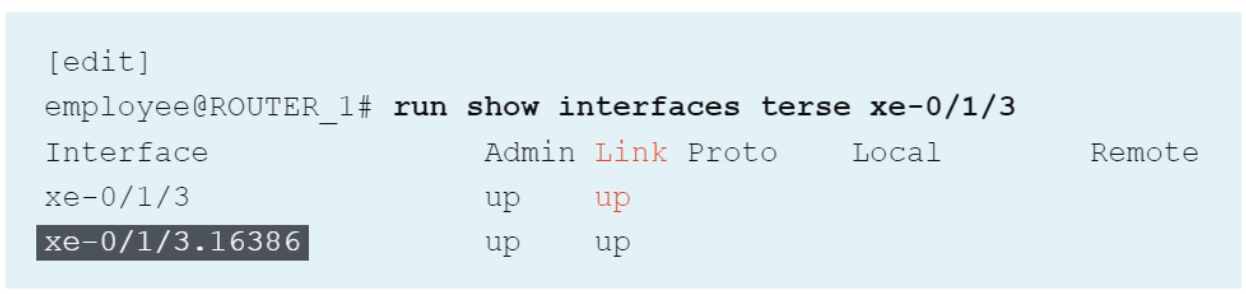 [edit]
employee@ROUTER_1# run show interfaces terse xe-0/1/3
Interface Admin Link Proto Local Remote
xe-0/1/3 up up
xe-0/1/3.16386 up up